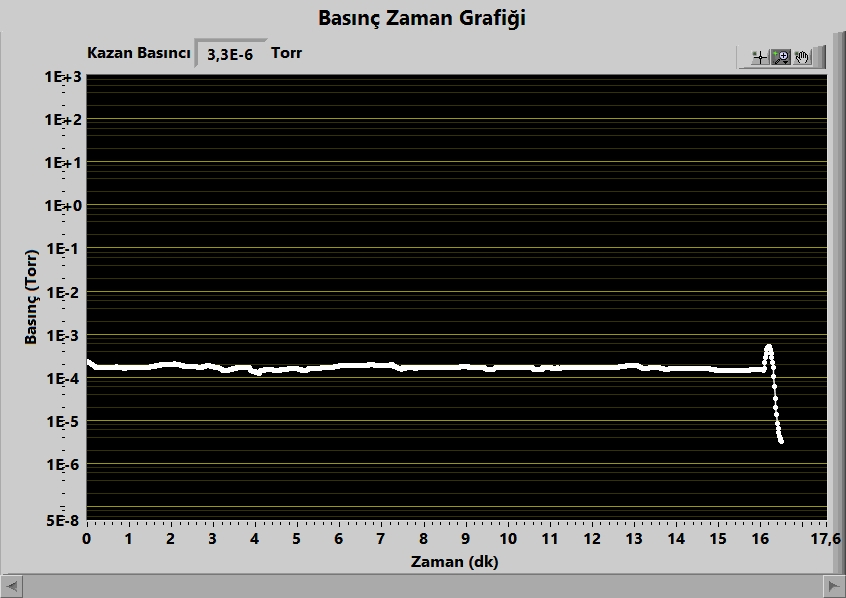 Basınç Zaman Grafiği
Kazan Basıncı 3,3E-6 Torr
1E+3
1E+2
1E+1
1E+0
1E-1
1E-2
1E-3
1E-4
1E-5
1E-6
5E-8
Basınç (Torr)
0 1 2 3 4 5 6 7 8 9 10 11 12 13 14 15 16 17,6
Zaman (dk)